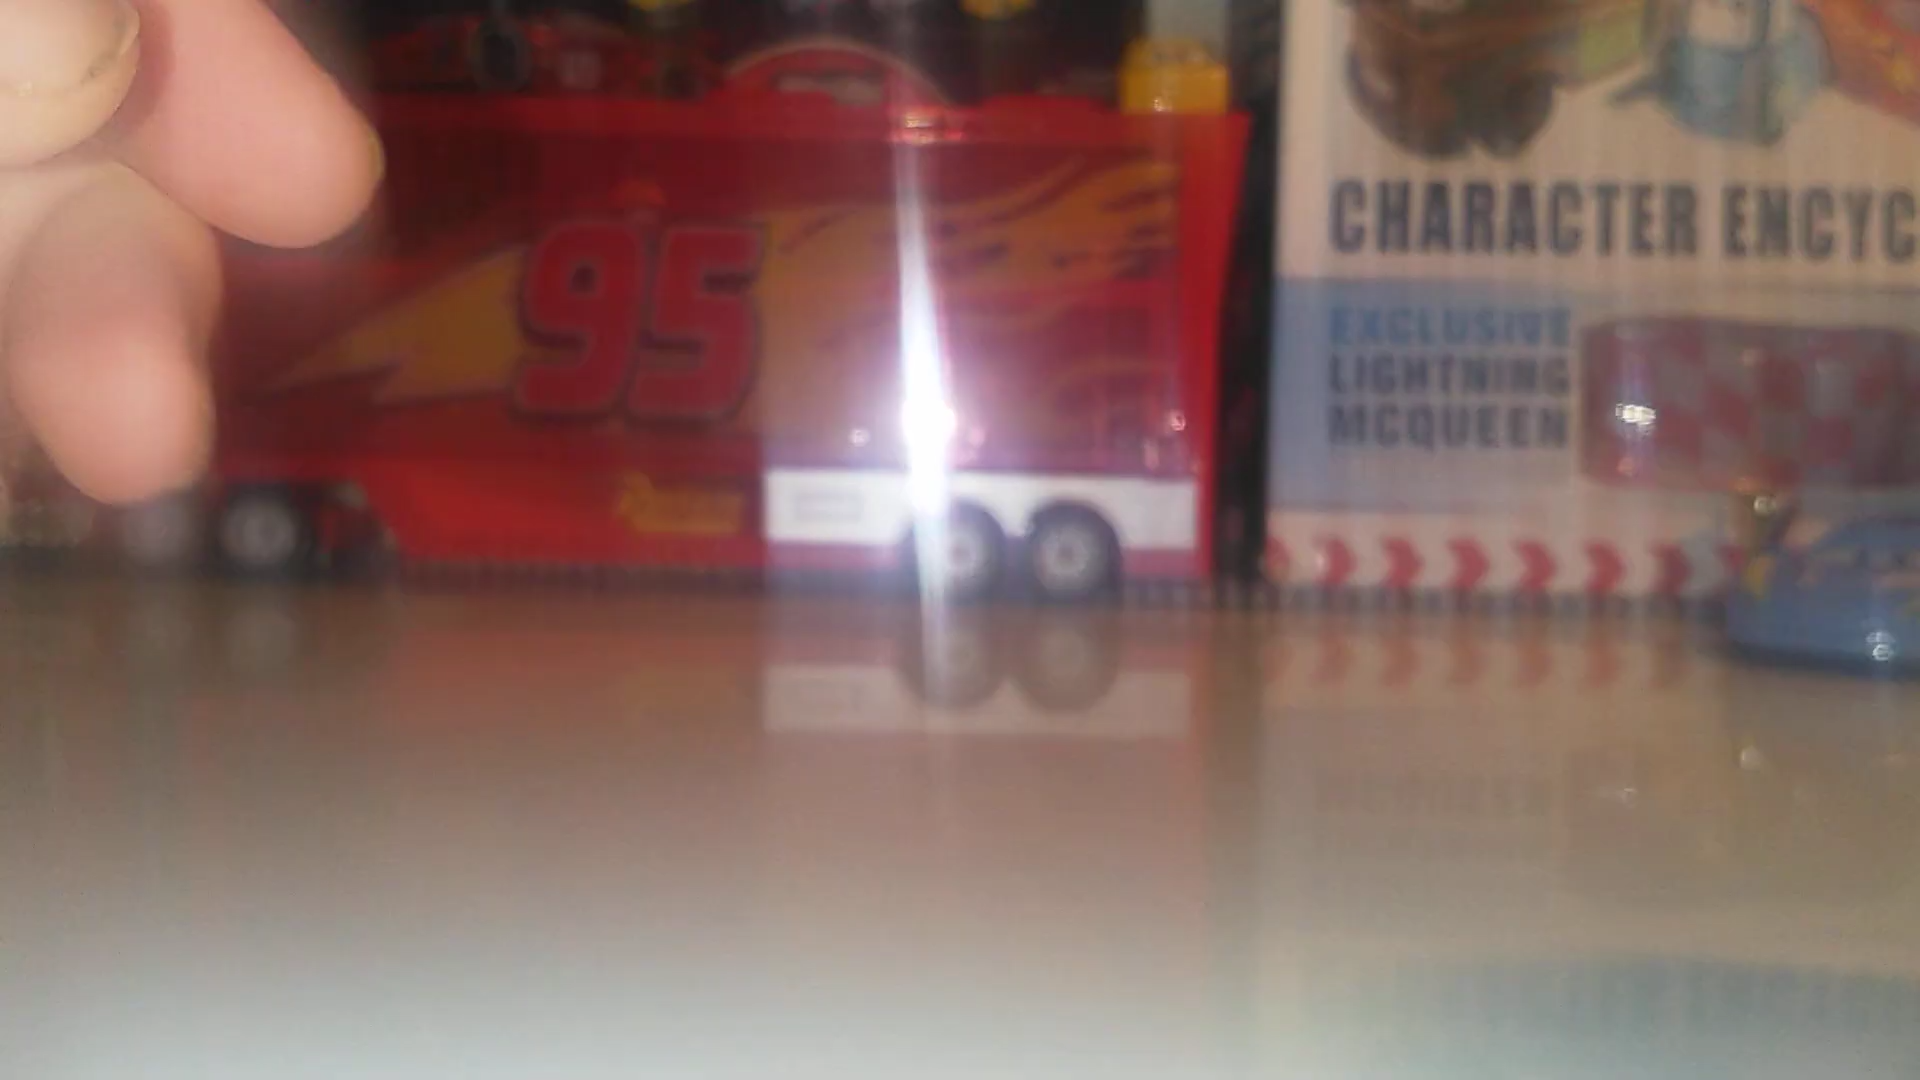 95
CHARACTER ENCYC
EXCLUSIVE
LIGHTNING
MCQUEEN